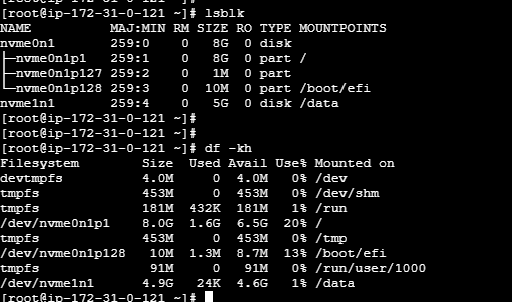 [root@ip-172-31-0-121 ~]# lsblk
NAME          MAJ:MIN RM SIZE RO TYPE MOUNTPOINTS
nvme0n1       259:0    0   8G  0 disk
├─nvme0n1p1   259:1    0   8G  0 part /
├─nvme0n1p127 259:2    0   1M  0 part
└─nvme0n1p128 259:3    0  10M  0 part /boot/efi
nvme1n1       259:4    0   5G  0 disk /data
[root@ip-172-31-0-121 ~]#
[root@ip-172-31-0-121 ~]#
[root@ip-172-31-0-121 ~]# df -kh
Filesystem        Size  Used Avail Use% Mounted on
devtmpfs          4.0M     0  4.0M   0% /dev
tmpfs             453M     0  453M   0% /dev/shm
tmpfs             181M  432K  181M   1% /run
/dev/nvme0n1p1    8.0G  1.6G  6.5G  20% /
tmpfs             453M     0  453M   0% /tmp
/dev/nvme0n1p128   10M  1.3M  8.7M  13% /boot/efi
tmpfs              91M     0   91M   0% /run/user/1000
/dev/nvme1n1      4.9G   24K  4.6G   1% /data
[root@ip-172-31-0-121 ~]#